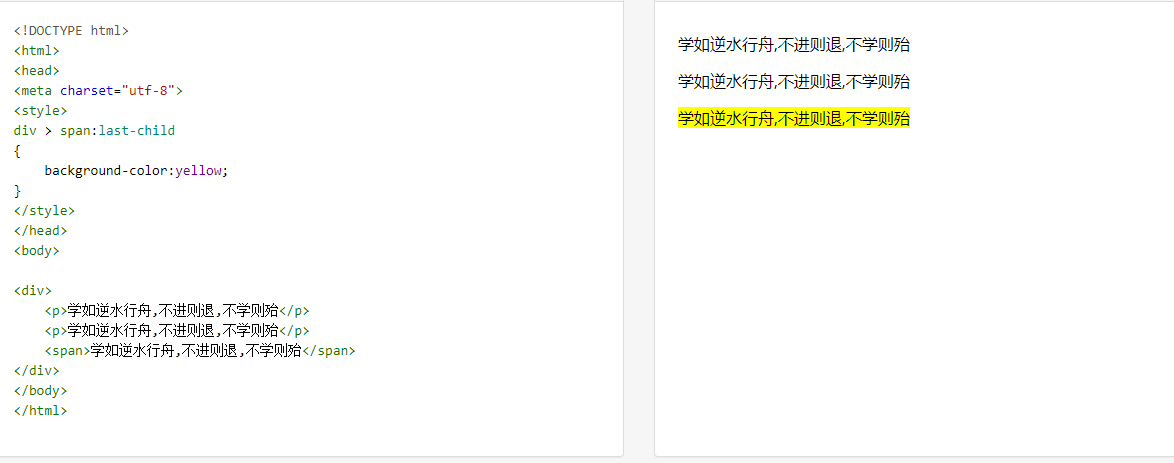 <!DOCTYPE html>
<html>
<head>
<meta charset="utf-8">
<style>
div > span:last-child
{
    background-color:yellow;
}
</style>
</head>
<body>
<div>
    <p>学如逆水行舟,不进则退,不学则殆</p>
    <p>学如逆水行舟,不进则退,不学则殆</p>
    <span>学如逆水行舟,不进则退,不学则殆</span>
</div>
</body>
</html>
学如逆水行舟,不进则退,不学则殆
学如逆水行舟,不进则退,不学则殆
学如逆水行舟,不进则退,不学则殆